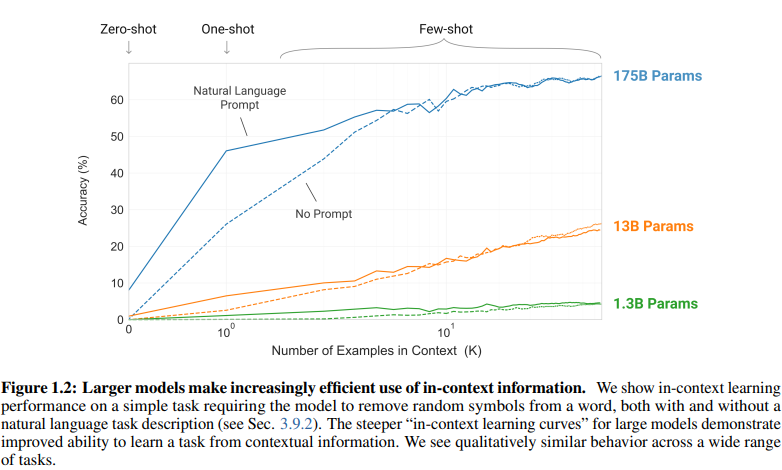 Zero-shot
One-shot
Few-shot
175B Params
Natural Language
Prompt
60
50
Accuracy (%)
40
30
No Prompt
13B Params
20
10
1.3B Params
0
0
10⁰
10¹
Number of Examples in Context (K)
Figure 1.2: Larger models make increasingly efficient use of in-context information. We show in-context learning
performance on a simple task requiring the model to remove random symbols from a word, both with and without a
natural language task description (see Sec. 3.9.2). The steeper “in-context learning curves” for large models demonstrate
improved ability to learn a task from contextual information. We see qualitatively similar behavior across a wide range
of tasks.